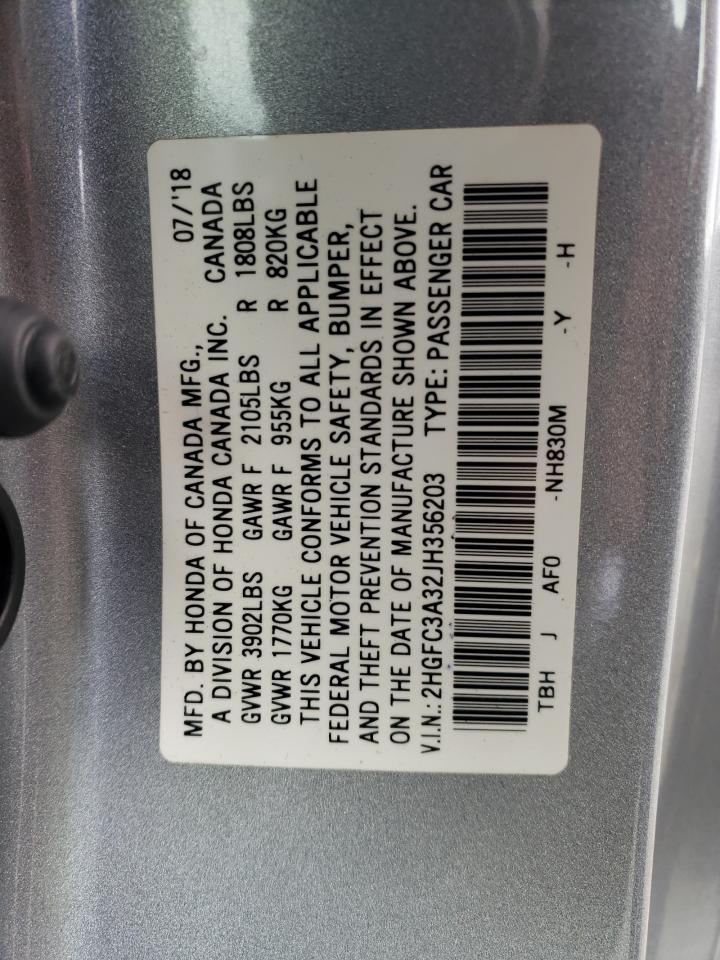 MFD. BY HONDA OF CANADA MFG., 07/'18
A DIVISION OF HONDA CANADA INC. CANADA
GVWR 3902LBS GAWR F 2105LBS R 1808LBS
GVWR 1770KG GAWR F 955KG R 820KG
THIS VEHICLE CONFORMS TO ALL APPLICABLE
FEDERAL MOTOR VEHICLE SAFETY, BUMPER,
AND THEFT PREVENTION STANDARDS IN EFFECT
ON THE DATE OF MANUFACTURE SHOWN ABOVE.
V.I.N.: 2HGFC3A32JH356203 TYPE: PASSENGER CAR
TBH J AF0 -NH830M -Y -H